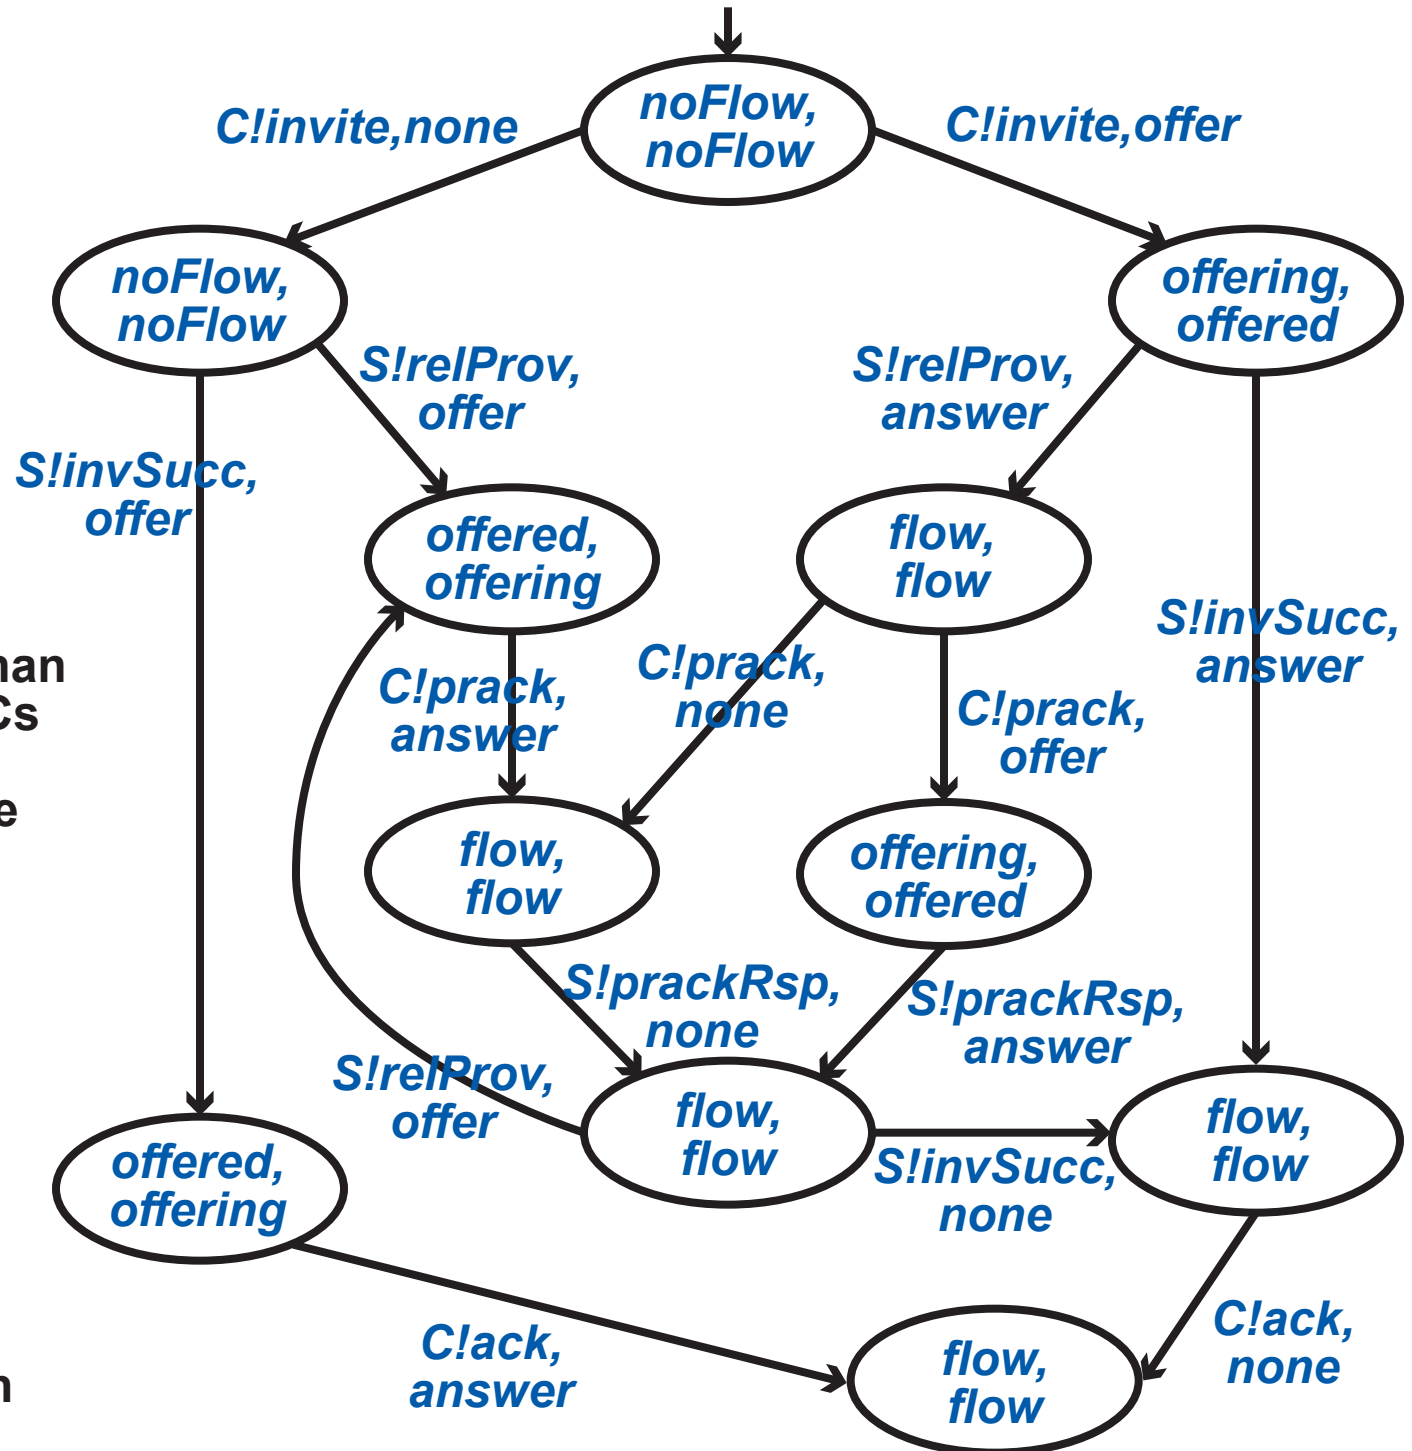 noFlow,
noFlow
C!invite,none
C!invite,offer
noFlow,
noFlow
offering,
offered
S!relProv,
offer
S!relProv,
answer
S!invSucc,
offer
offered,
offering
flow,
flow
S!invSucc,
answer
C!prack,
answer
C!prack,
none
C!prack,
offer
flow,
flow
offering,
offered
S!prackRsp,
none
S!prackRsp,
answer
S!relProv,
offer
flow,
flow
S!invSucc,
none
flow,
flow
offered,
offering
C!ack,
answer
C!ack,
none
flow,
flow